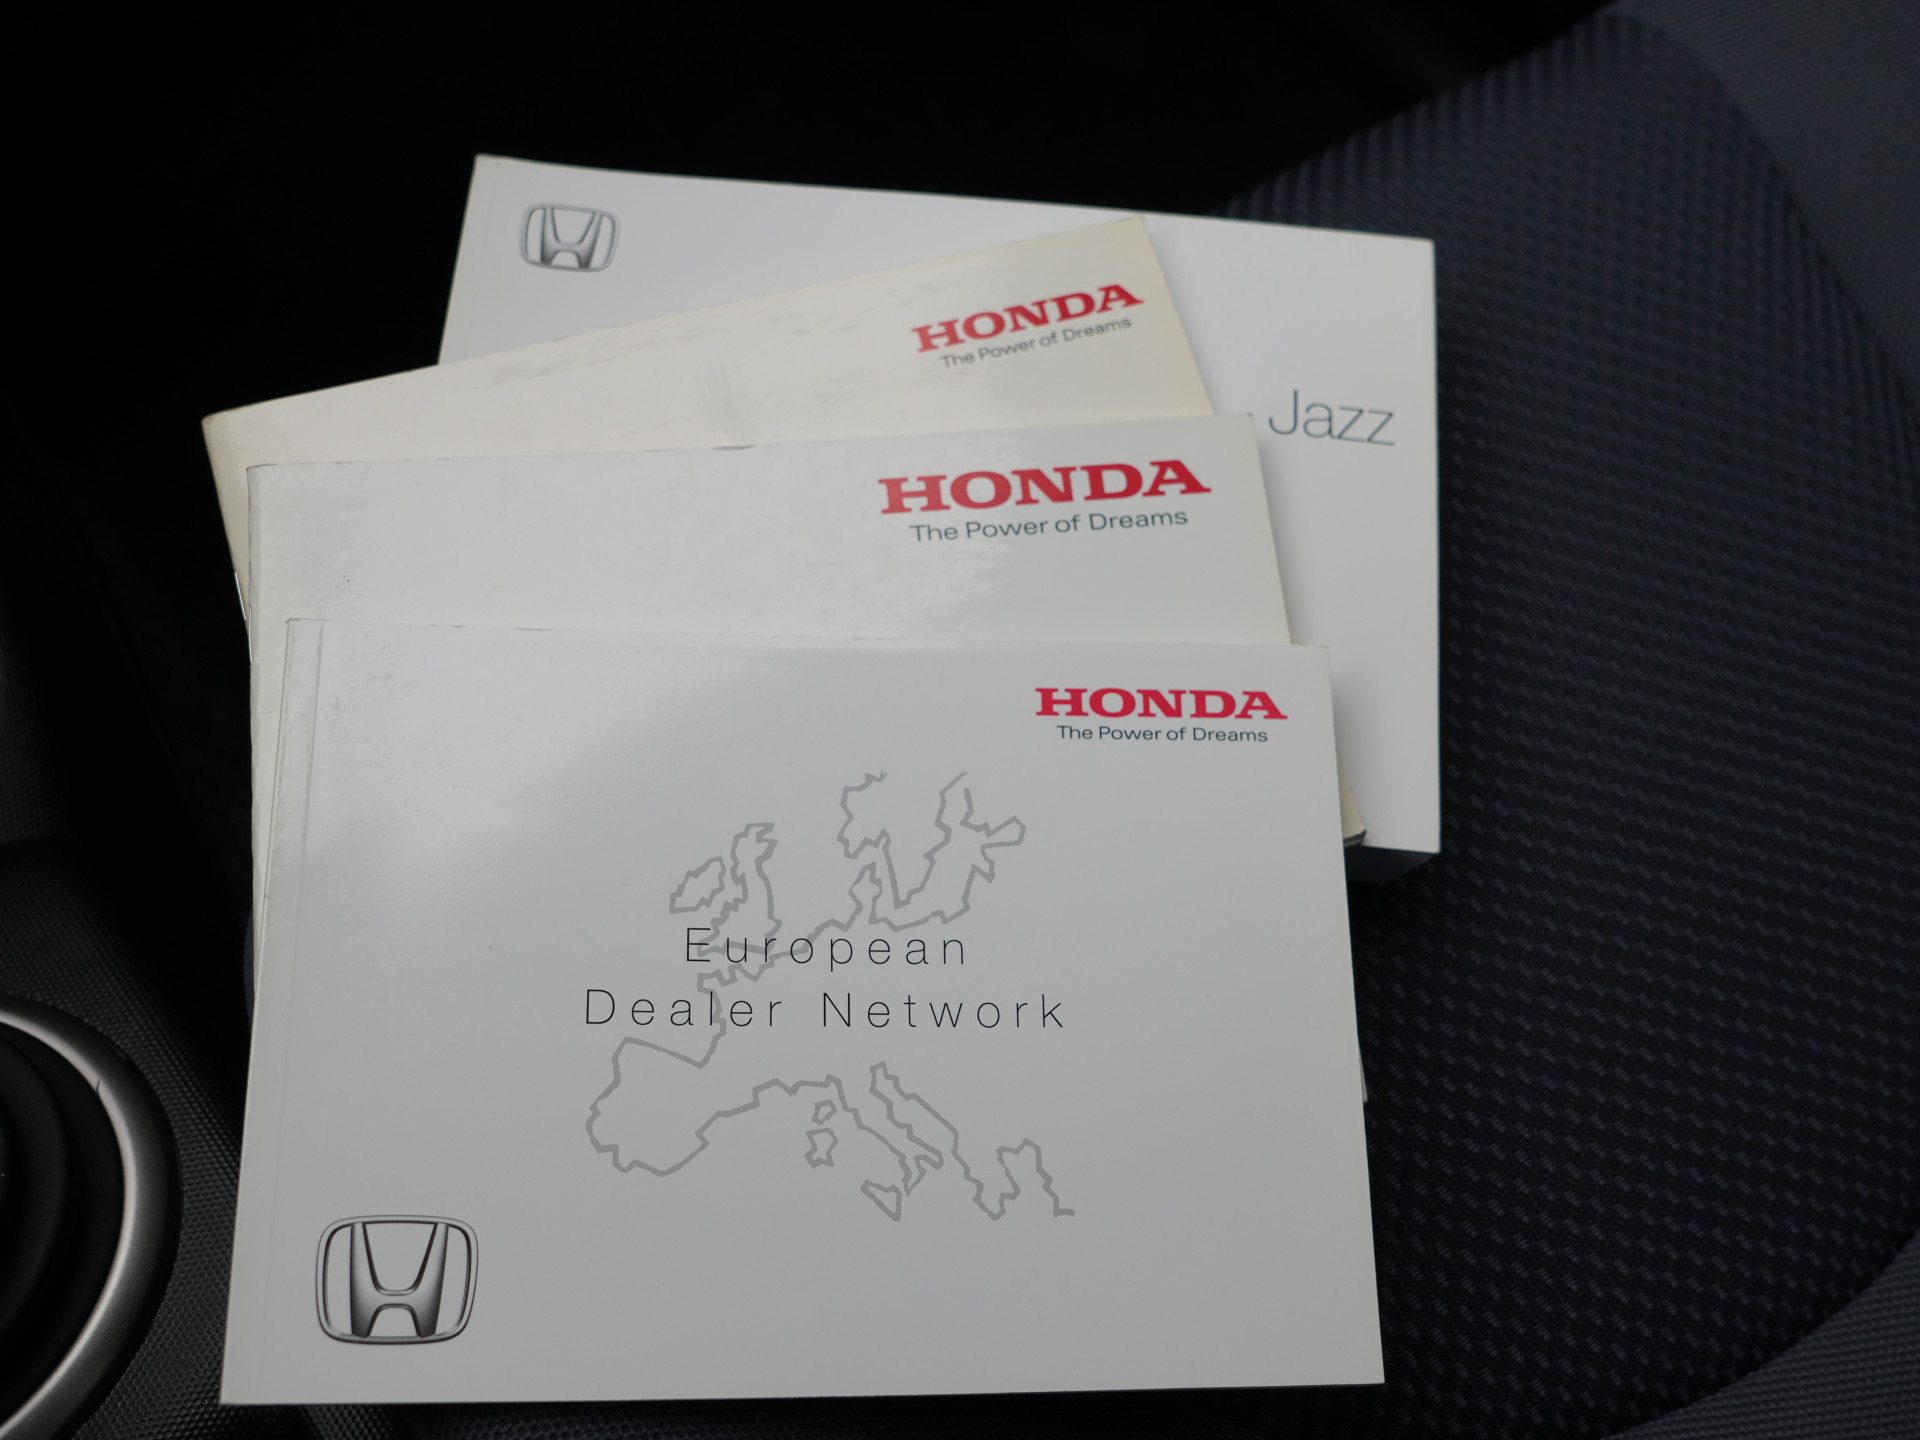 HONDA
The Power of Dreams
Jazz
HONDA
The Power of Dreams
HONDA
The Power of Dreams
European
Dealer Network